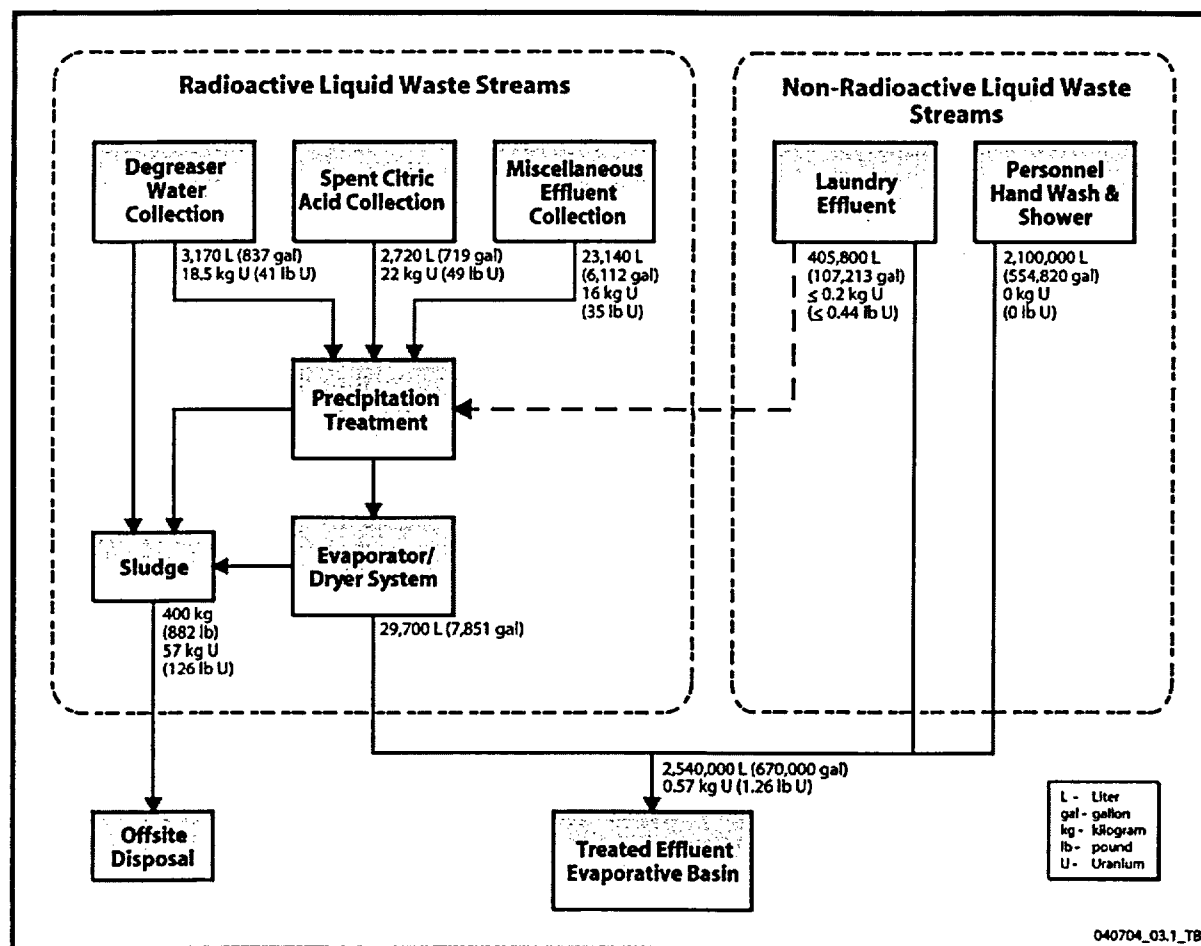 Radioactive Liquid Waste Streams
Non-Radioactive Liquid Waste
Streams
Degreaser
Water
Collection
Spent Citric
Acid Collection
Miscellaneous
Effluent
Collection
Laundry
Effluent
Personnel
Hand Wash &
Shower
3,170 L (837 gal)
18.5 kg U (41 lb U)
2,720 L (719 gal)
22 kg U (49 lb U)
23,140 L
(6,112 gal)
16 kg U
(35 lb U)
405,800 L
(107,213 gal)
≤ 0.2 kg U
(≤ 0.44 lb U)
2,100,000 L
(554,820 gal)
0 kg U
(0 lb U)
Precipitation
Treatment
Sludge
Evaporator/
Dryer System
400 kg
(882 lb)
57 kg U
(126 lb U)
29,700 L (7,851 gal)
2,540,000 L (670,000 gal)
0.57 kg U (1.26 lb U)
Offsite
Disposal
Treated Effluent
Evaporative Basin
L - Liter
gal - gallon
kg - kilogram
lb - pound
U - Uranium
040704_03.1_TB